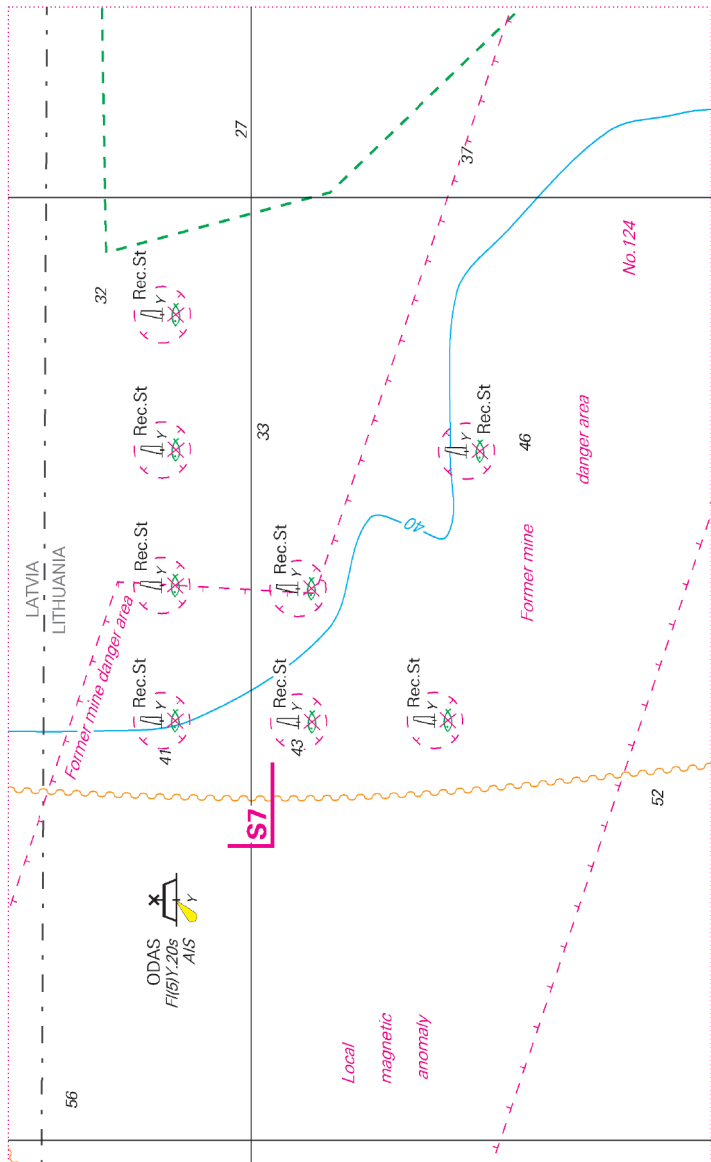 LATVIA
LITHUANIA
27
37
32
Rec.St
Y
No.124
Rec.St
Y
33
Rec.St
Y
46
danger area
40
Former mine
Rec.St
Y
Rec.St
Y
Former mine danger area
Rec.St
Y
41
Rec.St
Y
43
Rec.St
Y
S7
52
ODAS
Fl(5)Y.20s
AIS
Y
Local
magnetic
anomaly
56